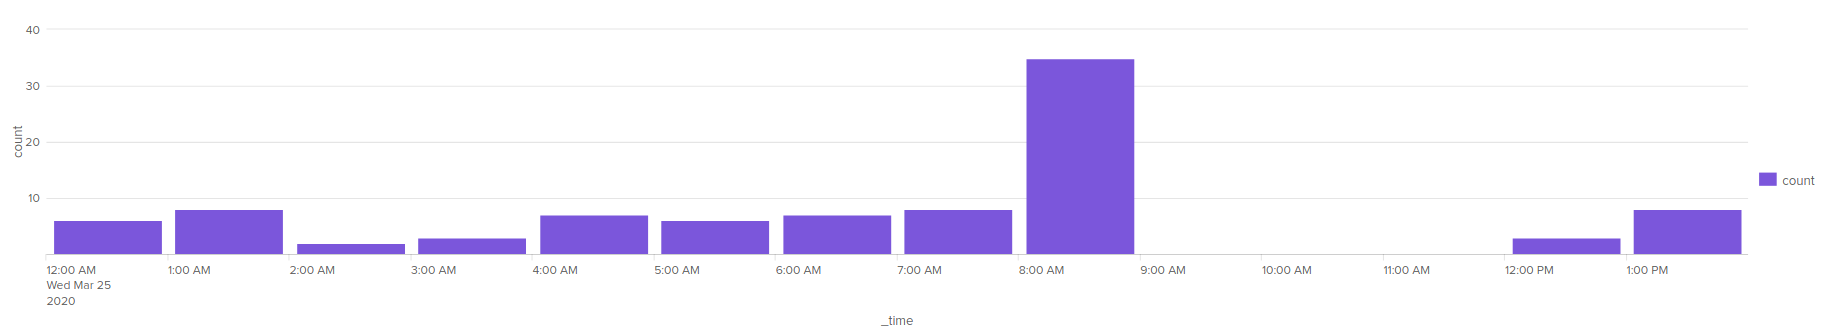 40
30
20
10
count
12:00 AM
Wed Mar 25
2020
1:00 AM
2:00 AM
3:00 AM
4:00 AM
5:00 AM
6:00 AM
7:00 AM
8:00 AM
9:00 AM
10:00 AM
11:00 AM
12:00 PM
1:00 PM
_time
count